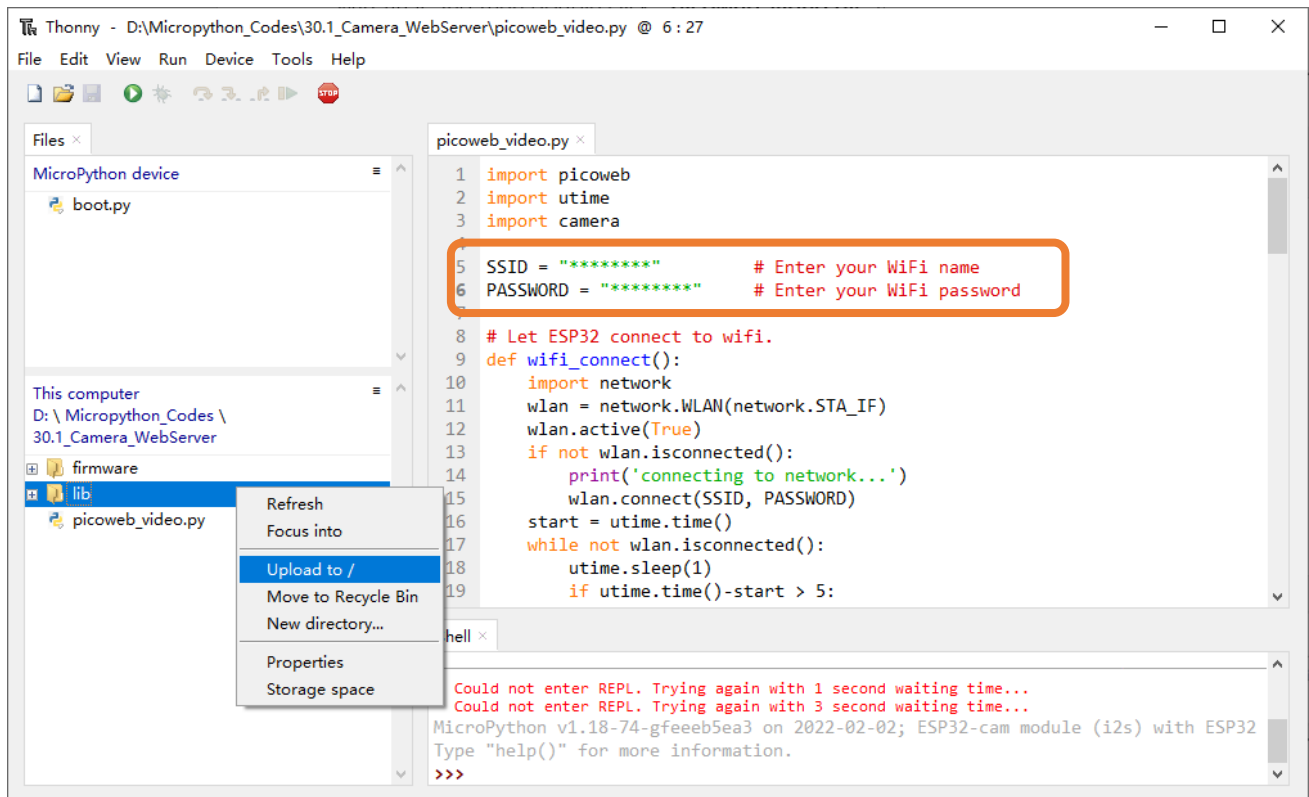 Thonny - D:\Micropython_Codes\30.1_Camera_WebServer\picoweb_video.py @ 6 : 27
File Edit View Run Device Tools Help
STOP
Files
MicroPython device
boot.py
This computer
D: \ Micropython_Codes \
30.1_Camera_WebServer
firmware
lib
picoweb_video.py
Refresh
Focus into
Upload to /
Move to Recycle Bin
New directory...
Properties
Storage space
picoweb_video.py
1 import picoweb
2 import utime
3 import camera
5 SSID = "********" # Enter your WiFi name
6 PASSWORD = "********" # Enter your WiFi password
8 # Let ESP32 connect to wifi.
9 def wifi_connect():
10 import network
11 wlan = network.WLAN(network.STA_IF)
12 wlan.active(True)
13 if not wlan.isconnected():
14 print('connecting to network...')
15 wlan.connect(SSID, PASSWORD)
16 start = utime.time()
17 while not wlan.isconnected():
18 utime.sleep(1)
19 if utime.time()-start > 5:
hell
Could not enter REPL. Trying again with 1 second waiting time...
Could not enter REPL. Trying again with 3 second waiting time...
MicroPython v1.18-74-gfeeeb5ea3 on 2022-02-02; ESP32-cam module (i2s) with ESP32
Type "help()" for more information.
>>>